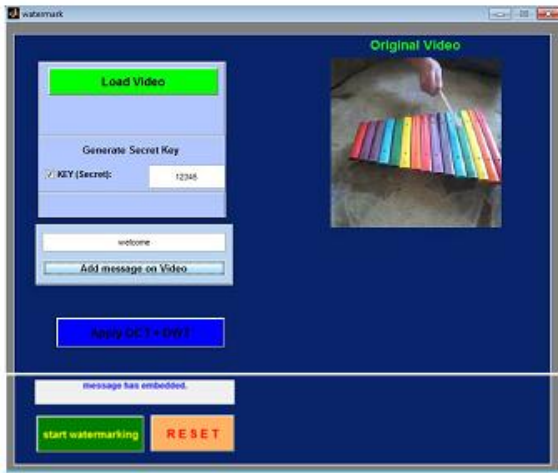 watermark
Original Video
Load Video
Generate Secret Key
KEY (Secret):
12345
welcome
Add message on Video
Apply DCT + DWT
message has embedded.
start watermarking
R E S E T